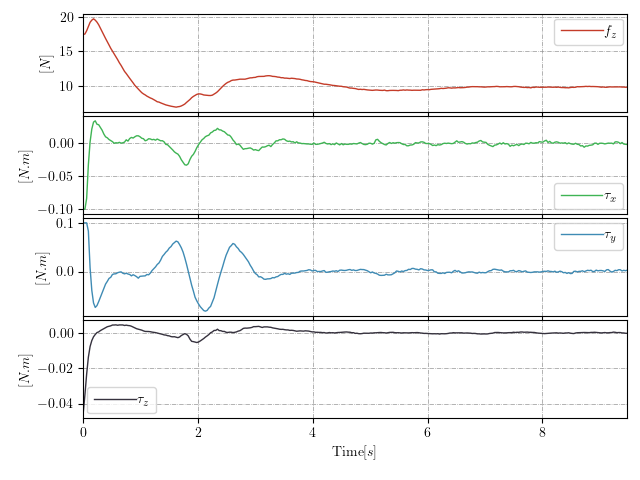 20
15
10
[N]
f_z
0.00
−0.05
−0.10
[N.m]
τ_x
0.1
0.0
[N.m]
τ_y
0.00
−0.02
−0.04
[N.m]
τ_z
0 2 4 6 8
Time[s]